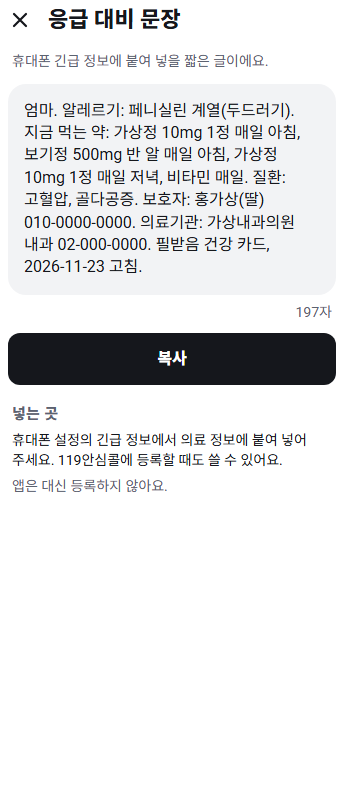 응급 대비 문장
휴대폰 긴급 정보에 붙여 넣을 짧은 글이에요.
엄마. 알레르기: 페니실린 계열(두드러기).
지금 먹는 약: 가상정 10mg 1정 매일 아침,
보기정 500mg 반 알 매일 아침, 가상정
10mg 1정 매일 저녁, 비타민 매일. 질환:
고혈압, 골다공증. 보호자: 홍가상(딸)
010-0000-0000. 의료기관: 가상내과의원
내과 02-000-0000. 필받음 건강 카드,
2026-11-23 고침.
197자
복사
넣는 곳
휴대폰 설정의 긴급 정보에서 의료 정보에 붙여 넣어
주세요. 119안심콜에 등록할 때도 쓸 수 있어요.
앱은 대신 등록하지 않아요.